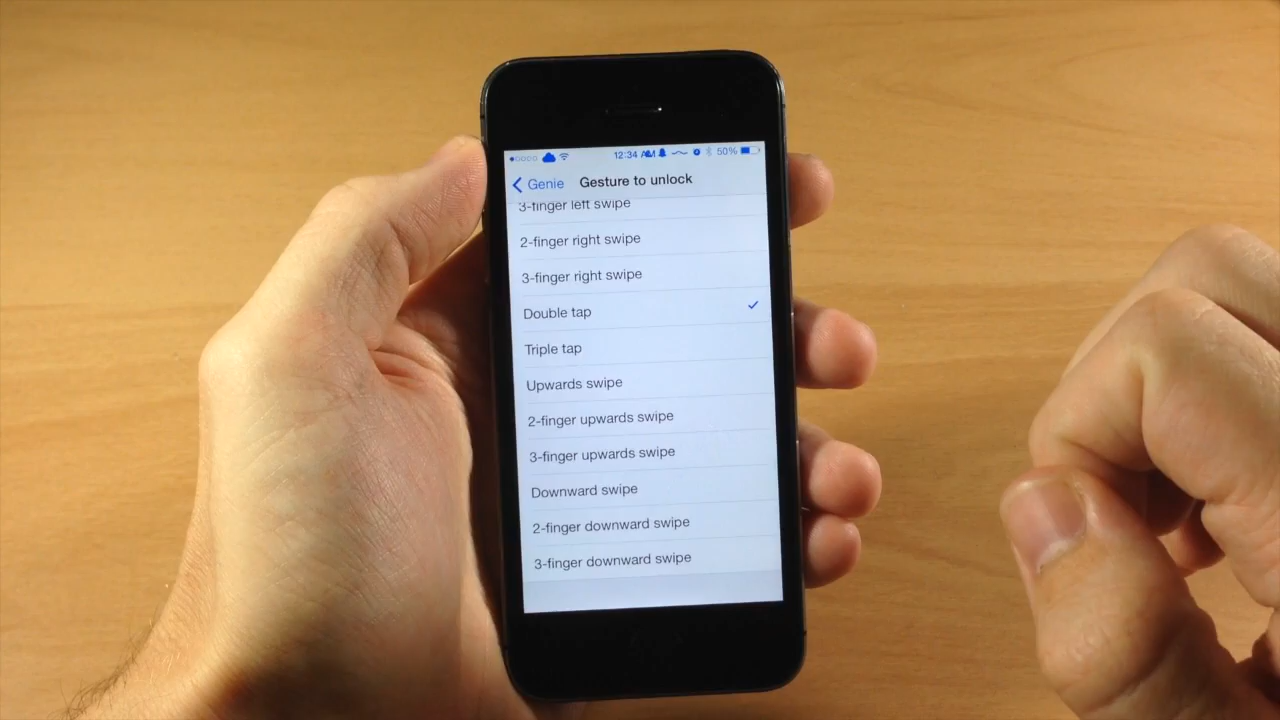 12:34 AM 50%
Genie Gesture to unlock
3-finger left swipe
2-finger right swipe
3-finger right swipe
Double tap
Triple tap
Upwards swipe
2-finger upwards swipe
3-finger upwards swipe
Downward swipe
2-finger downward swipe
3-finger downward swipe